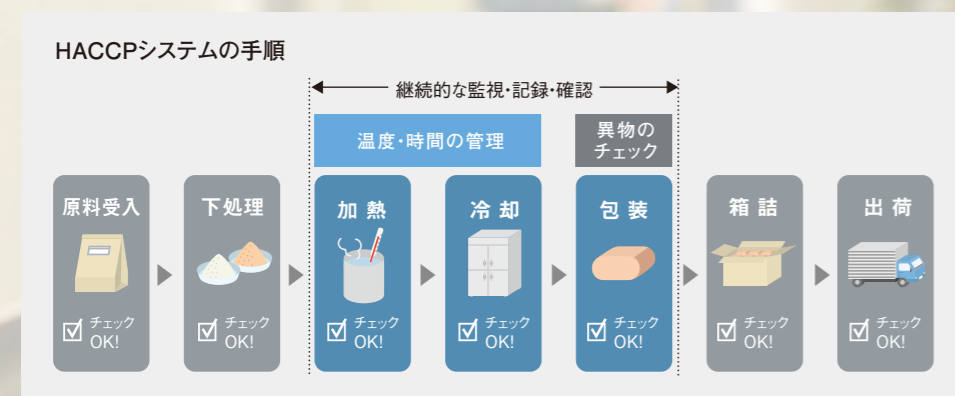 HACCPシステムの手順
継続的な監視・記録・確認
温度・時間の管理
異物の
チェック
原料受入
チェック
OK!
下処理
チェック
OK!
加熱
チェック
OK!
冷却
チェック
OK!
包装
チェック
OK!
箱詰
チェック
OK!
出荷
チェック
OK!